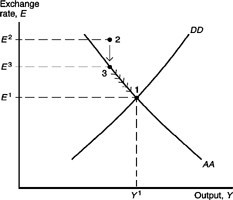 Exchange
rate, E
DD
E²
2
E³
3
1
E¹
AA
Y¹
Output, Y